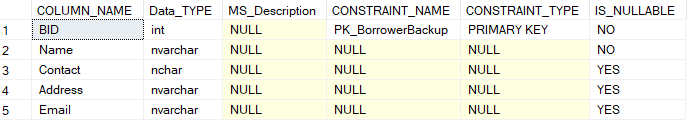 COLUMN_NAME Data_TYPE MS_Description CONSTRAINT_NAME CONSTRAINT_TYPE IS_NULLABLE
1 BID int NULL PK_BorrowerBackup PRIMARY KEY NO
2 Name nvarchar NULL NULL NULL NO
3 Contact nchar NULL NULL NULL YES
4 Address nvarchar NULL NULL NULL YES
5 Email nvarchar NULL NULL NULL YES